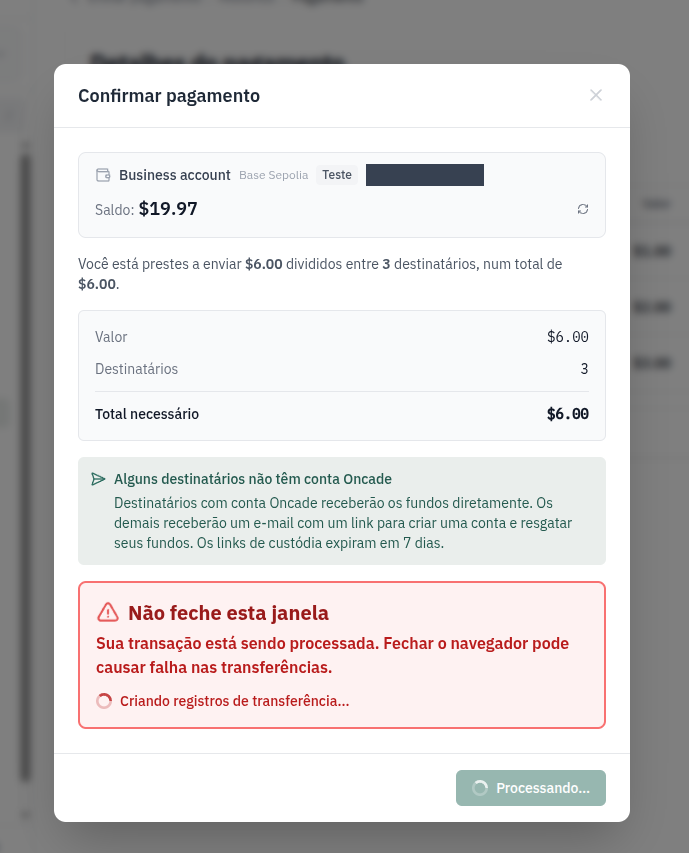 Detalhes do pagamento
Confirmar pagamento
Business account Base Sepolia Teste
Saldo: $19.97
Você está prestes a enviar $6.00 divididos entre 3 destinatários, num total de
$6.00.
Valor $6.00
Destinatários 3
Total necessário $6.00
Alguns destinatários não têm conta Oncade
Destinatários com conta Oncade receberão os fundos diretamente. Os
demais receberão um e-mail com um link para criar uma conta e resgatar
seus fundos. Os links de custódia expiram em 7 dias.
Não feche esta janela
Sua transação está sendo processada. Fechar o navegador pode
causar falha nas transferências.
Criando registros de transferência...
Processando...